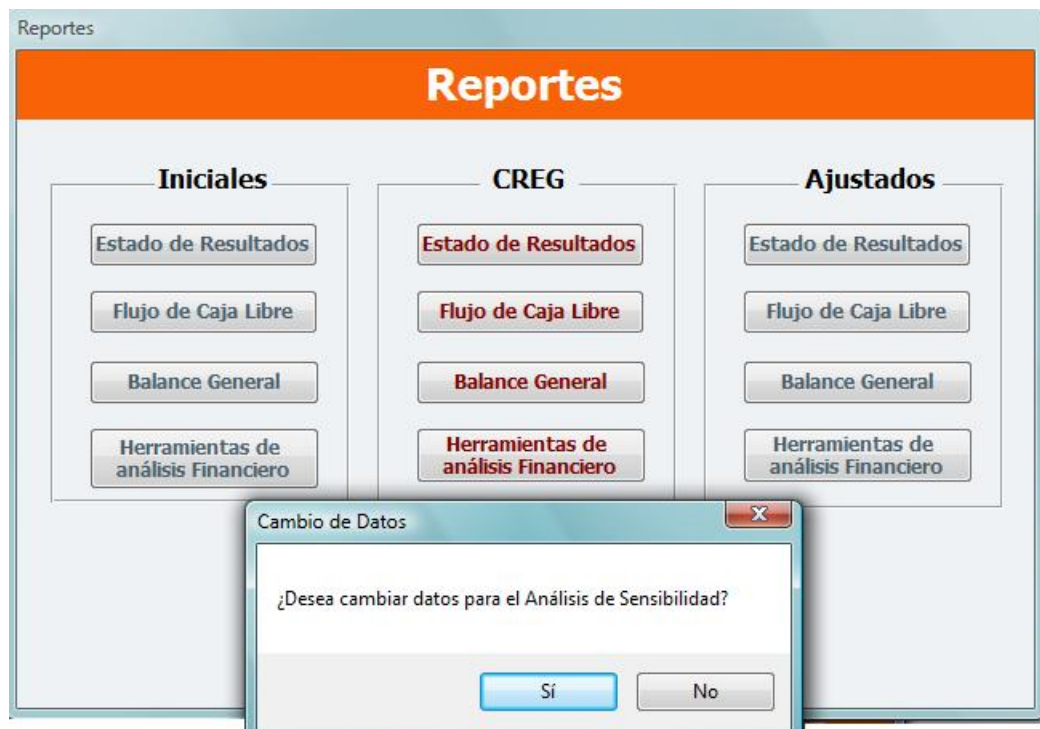 Reportes
Reportes
Iniciales
Estado de Resultados
Flujo de Caja Libre
Balance General
Herramientas de
análisis Financiero
CREG
Estado de Resultados
Flujo de Caja Libre
Balance General
Herramientas de
análisis Financiero
Ajustados
Estado de Resultados
Flujo de Caja Libre
Balance General
Herramientas de
análisis Financiero
Cambio de Datos
¿Desea cambiar datos para el Análisis de Sensibilidad?
Sí
No